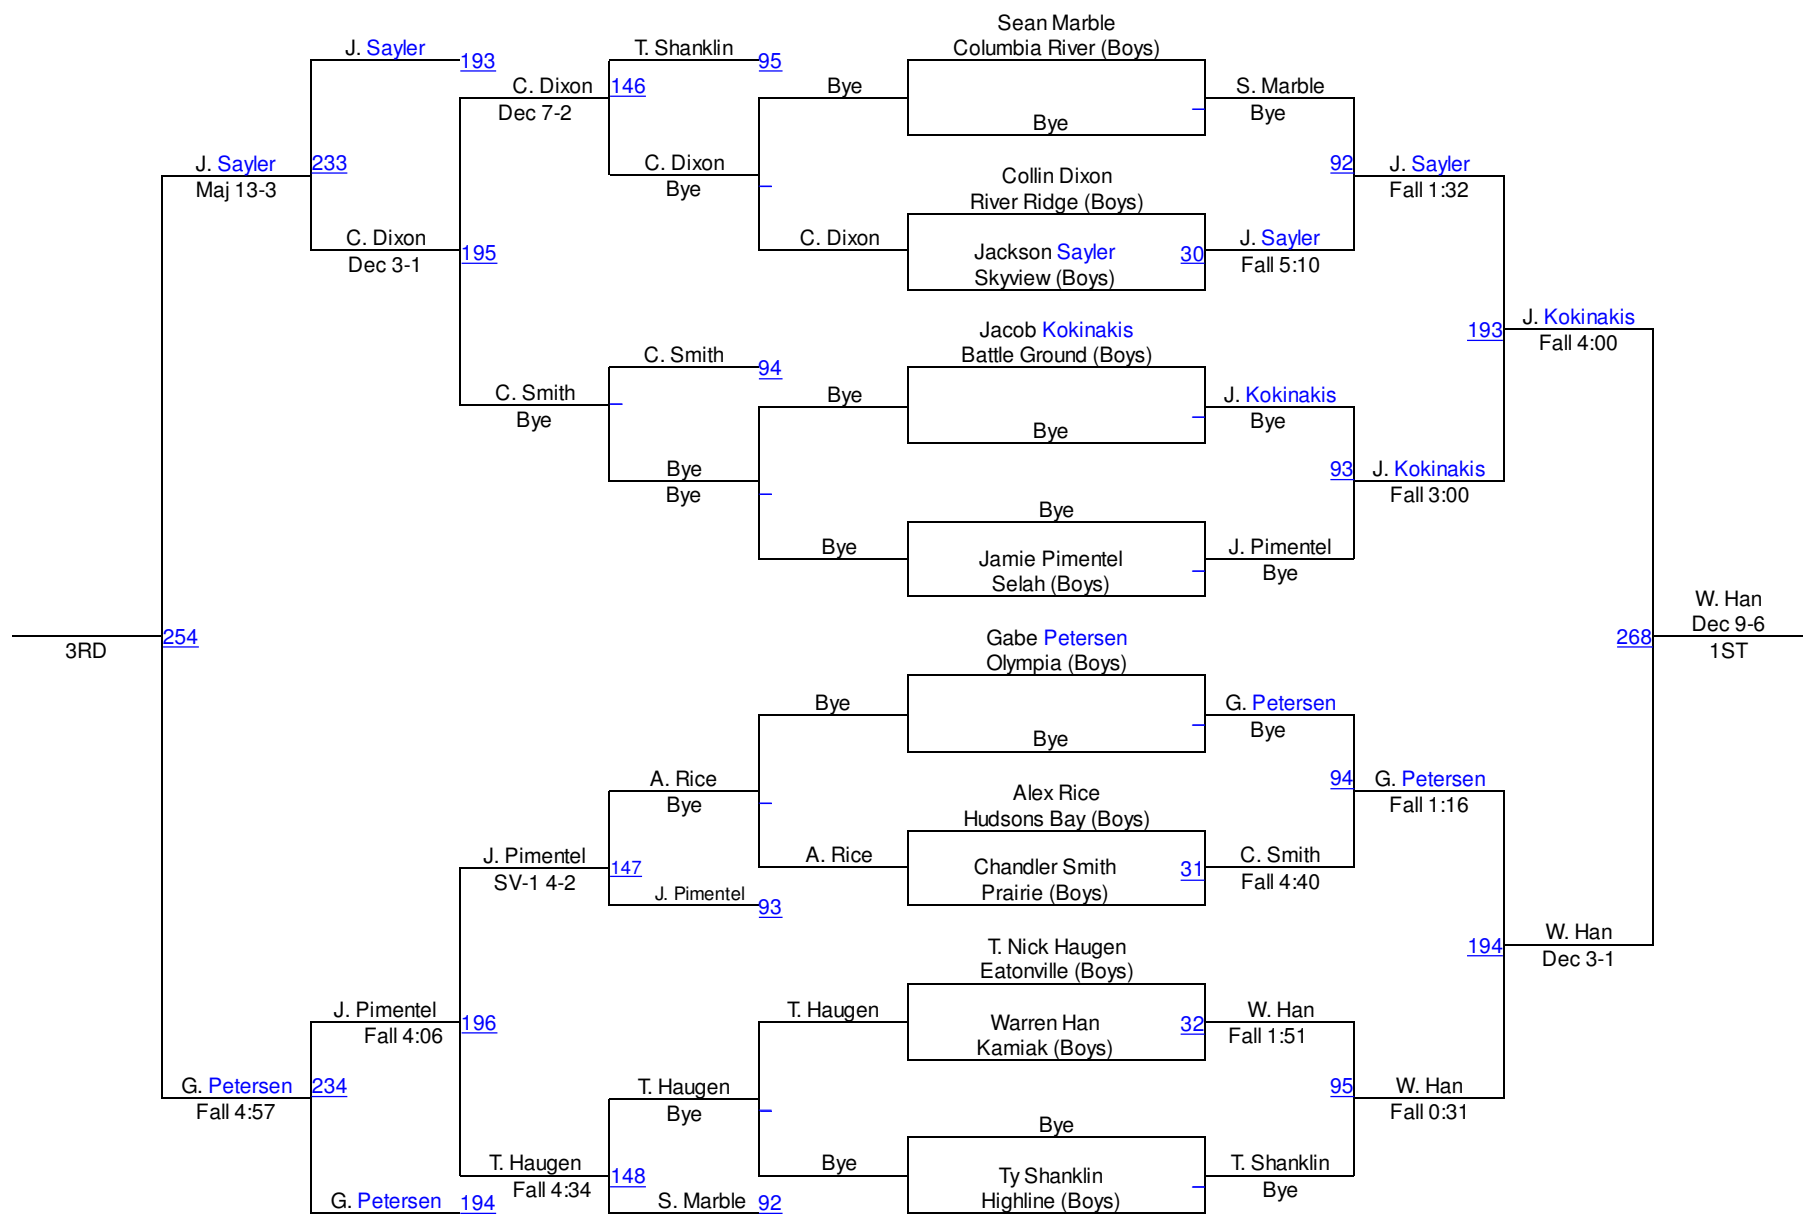 Sean Marble
Columbia River (Boys)
J. Sayler
193
T. Shanklin
95
C. Dixon
146
Dec 7-2
Bye
S. Marble
Bye
Bye
J. Sayler
233
Maj 13-3
C. Dixon
Bye
Collin Dixon
River Ridge (Boys)
92
J. Sayler
Fall 1:32
C. Dixon
195
Dec 3-1
C. Dixon
Jackson Sayler
30
Skyview (Boys)
J. Sayler
Fall 5:10
Jacob Kokinakis
Battle Ground (Boys)
193
J. Kokinakis
Fall 4:00
C. Smith
94
C. Smith
Bye
Bye
J. Kokinakis
Bye
Bye
Bye
Bye
93
J. Kokinakis
Fall 3:00
Bye
Bye
Jamie Pimentel
Selah (Boys)
J. Pimentel
Bye
254
3RD
Gabe Petersen
Olympia (Boys)
268
W. Han
Dec 9-6
1ST
Bye
G. Petersen
Bye
Bye
A. Rice
Bye
Alex Rice
Hudsons Bay (Boys)
94
G. Petersen
Fall 1:16
J. Pimentel
147
SV-1 4-2
A. Rice
Chandler Smith
31
Prairie (Boys)
C. Smith
Fall 4:40
J. Pimentel
93
T. Nick Haugen
Eatonville (Boys)
194
W. Han
Dec 3-1
J. Pimentel
196
Fall 4:06
T. Haugen
Warren Han
32
Kamiak (Boys)
W. Han
Fall 1:51
G. Petersen
234
Fall 4:57
T. Haugen
Bye
95
W. Han
Fall 0:31
Bye
T. Haugen
148
Fall 4:34
Bye
Ty Shanklin
Highline (Boys)
T. Shanklin
Bye
G. Petersen
194
S. Marble
92